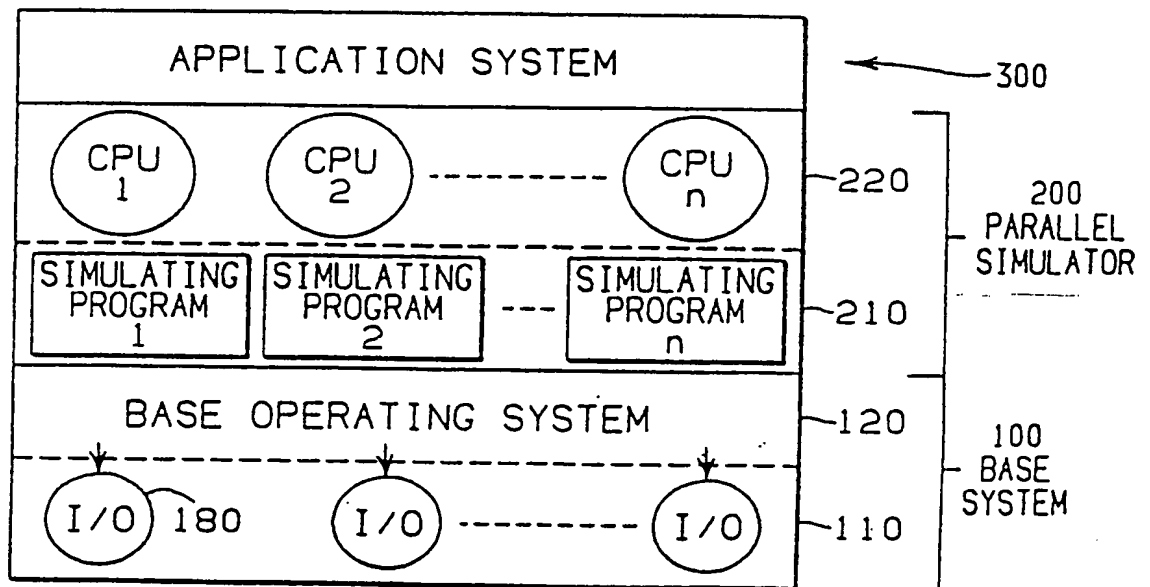 APPLICATION SYSTEM
300
CPU 1
CPU 2
CPU n
220
200
PARALLEL
SIMULATOR
SIMULATING
PROGRAM
1
SIMULATING
PROGRAM
2
SIMULATING
PROGRAM
n
210
BASE OPERATING SYSTEM
120
100
BASE
SYSTEM
I/O
180
I/O
I/O
110